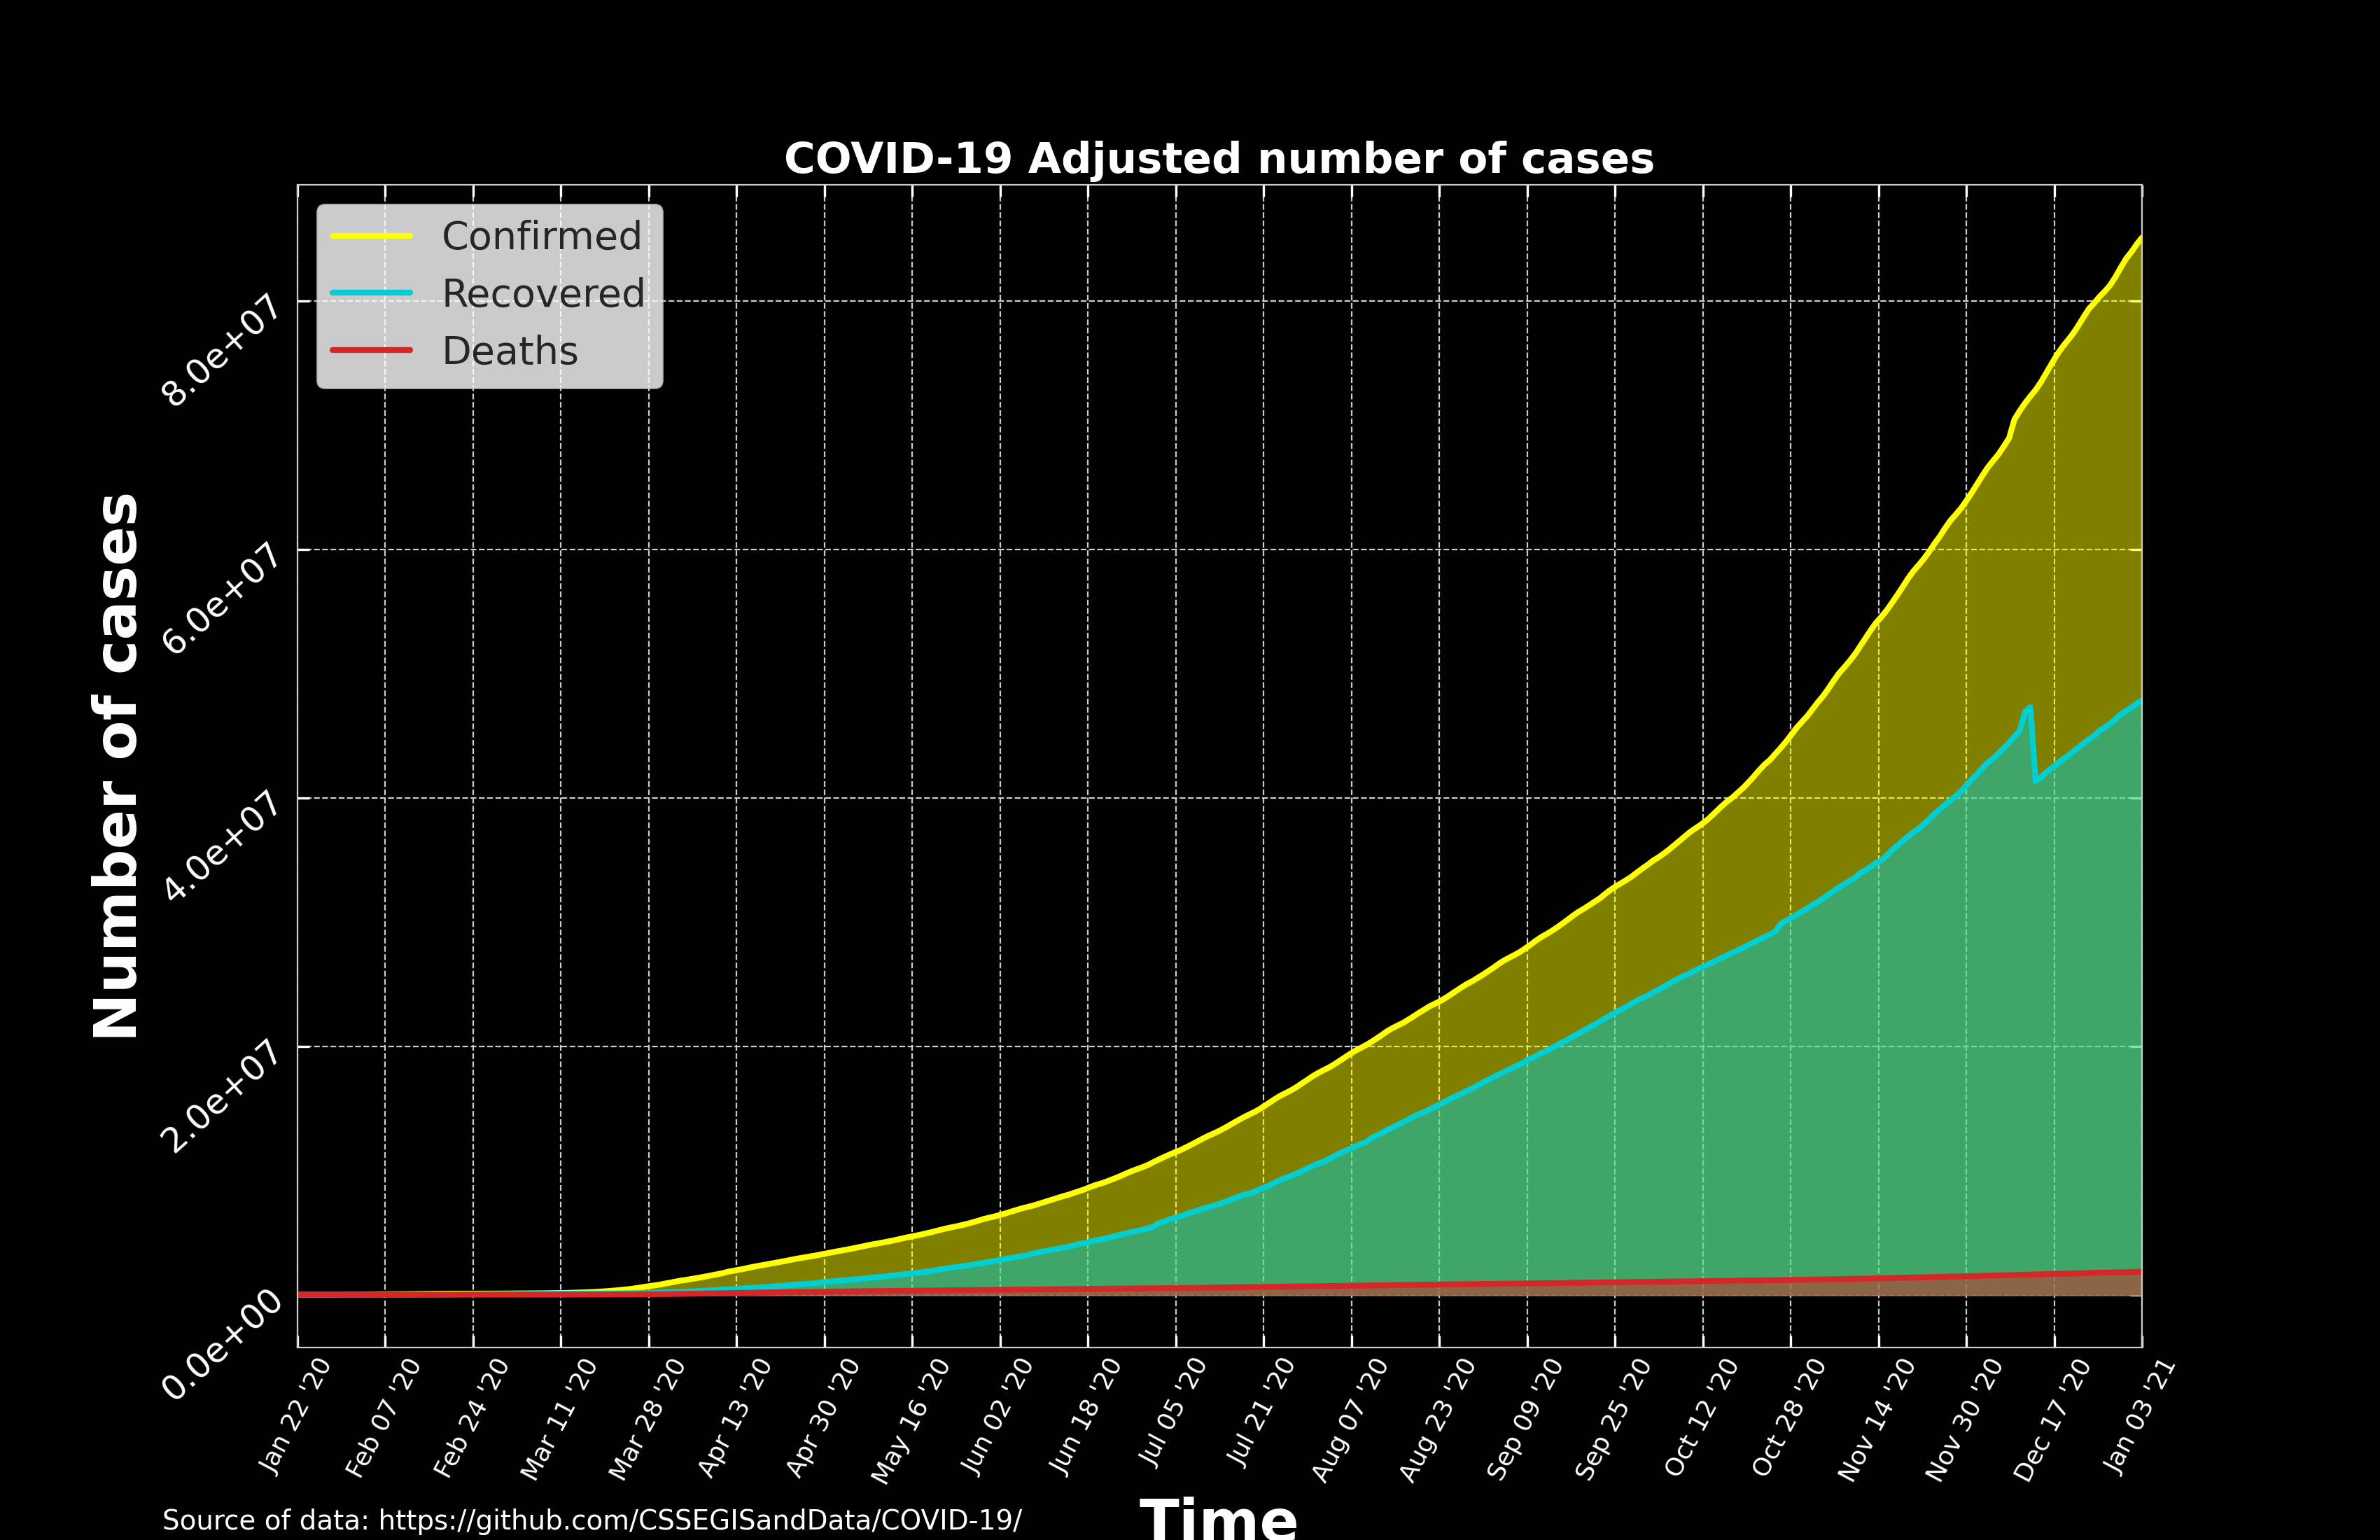 COVID-19 Adjusted number of cases
Confirmed
Recovered
Deaths
Number of cases
8.0e+07
6.0e+07
4.0e+07
2.0e+07
0.0e+00
Jan 22 '20
Feb 07 '20
Feb 24 '20
Mar 11 '20
Mar 28 '20
Apr 13 '20
Apr 30 '20
May 16 '20
Jun 02 '20
Jun 18 '20
Jul 05 '20
Jul 21 '20
Aug 07 '20
Aug 23 '20
Sep 09 '20
Sep 25 '20
Oct 12 '20
Oct 28 '20
Nov 14 '20
Nov 30 '20
Dec 17 '20
Jan 03 '21
Time
Source of data: https://github.com/CSSEGISandData/COVID-19/